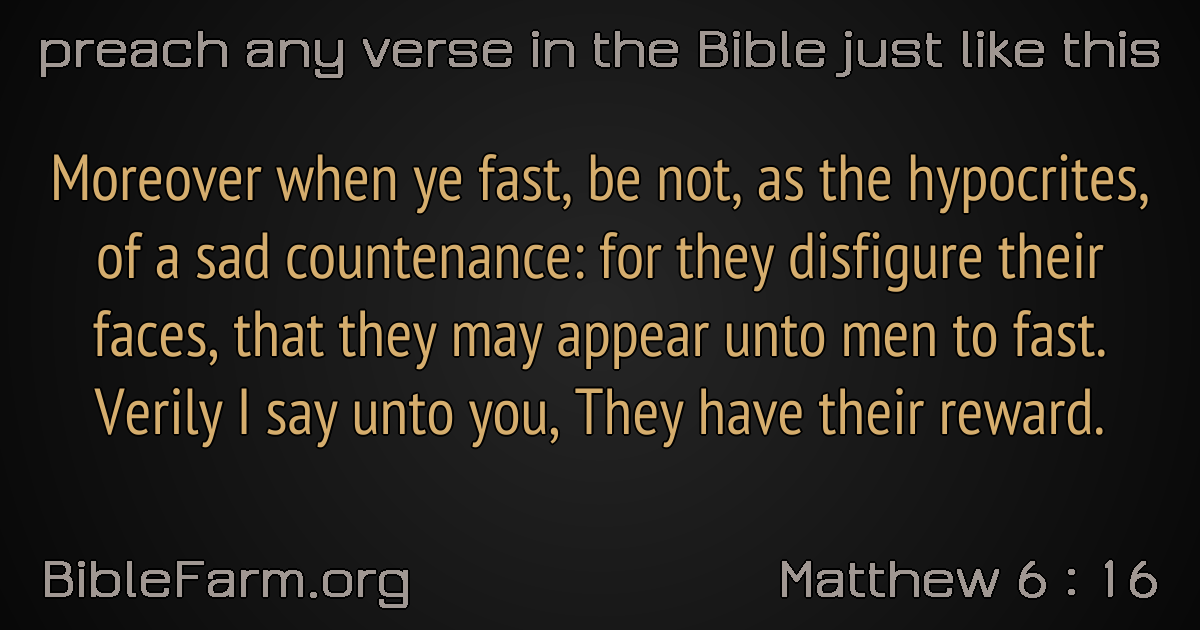 preach any verse in the Bible just like this
Moreover when ye fast, be not, as the hypocrites,
of a sad countenance: for they disfigure their
faces, that they may appear unto men to fast.
Verily I say unto you, They have their reward.
BibleFarm.org
Matthew 6 : 16